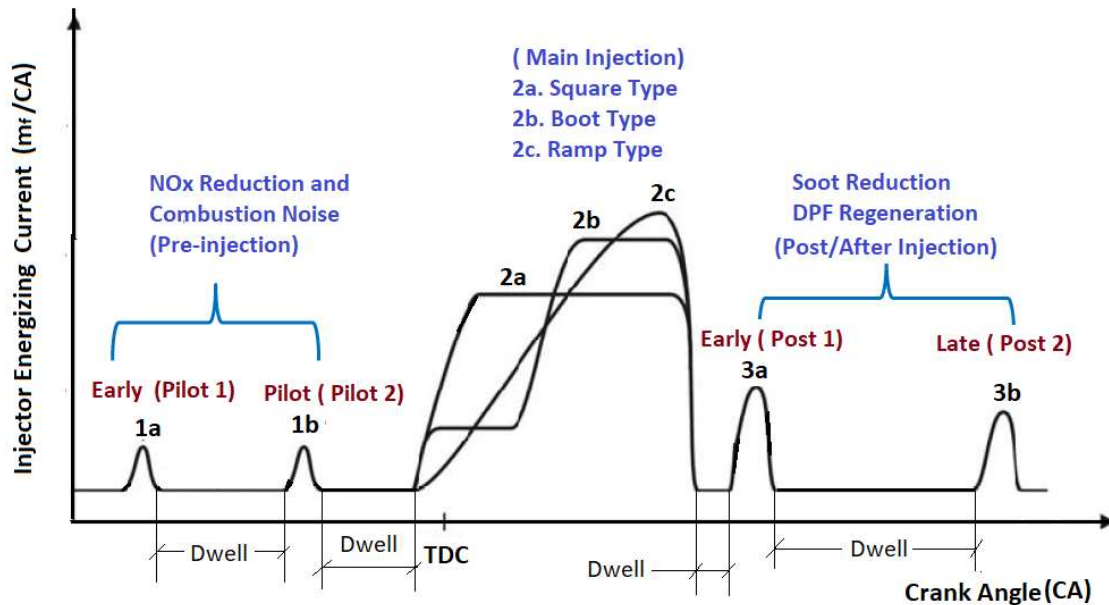 Injector Energizing Current (mf/CA)
( Main Injection)
2a. Square Type
2b. Boot Type
2c. Ramp Type
NOx Reduction and
Combustion Noise
(Pre-injection)
Soot Reduction
DPF Regeneration
(Post/After Injection)
2c
2b
2a
Early (Pilot 1)
Pilot ( Pilot 2)
Early ( Post 1)
Late ( Post 2)
1a
1b
3a
3b
Dwell
Dwell
TDC
Dwell
Dwell
Crank Angle(CA)